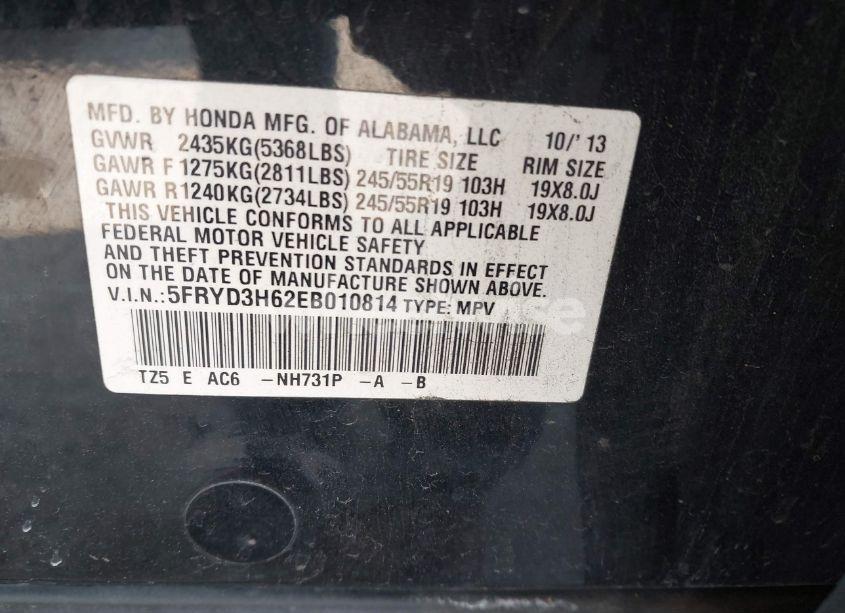 MFD. BY HONDA MFG. OF ALABAMA, LLC 10/'13
GVWR 2435KG(5368LBS) TIRE SIZE RIM SIZE
GAWR F 1275KG(2811LBS) 245/55R19 103H 19X8.0J
GAWR R 1240KG(2734LBS) 245/55R19 103H 19X8.0J
THIS VEHICLE CONFORMS TO ALL APPLICABLE
FEDERAL MOTOR VEHICLE SAFETY
AND THEFT PREVENTION STANDARDS IN EFFECT
ON THE DATE OF MANUFACTURE SHOWN ABOVE.
V.I.N.:5FRYD3H62EB010814 TYPE: MPV
TZ5 E AC6 -NH731P -A -B